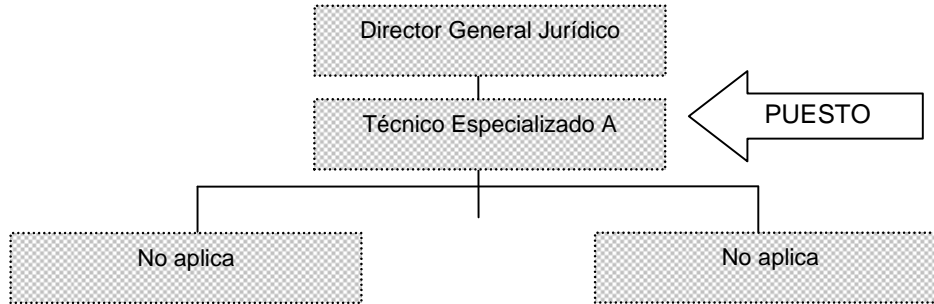 Director General Jurídico
Técnico Especializado A
PUESTO
No aplica
No aplica